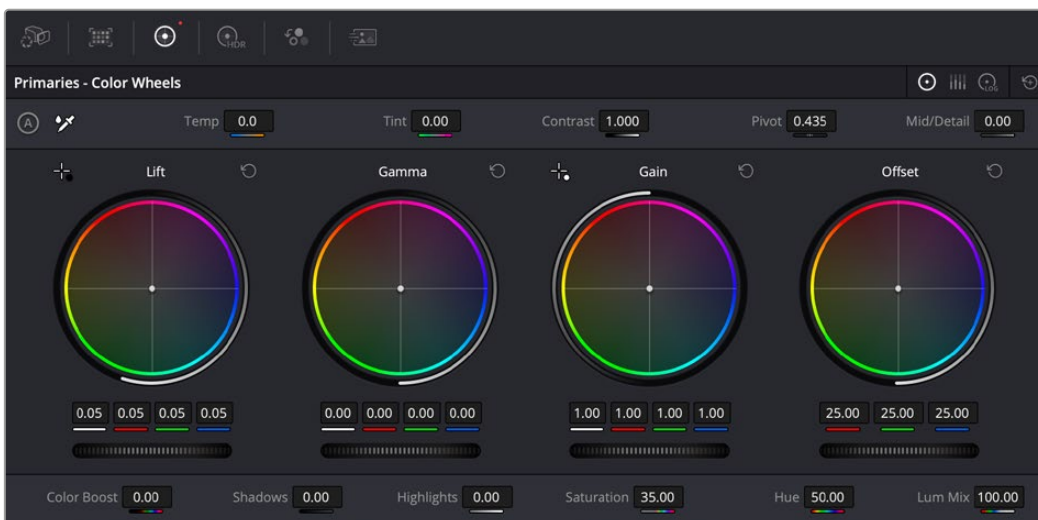 HDR
Primaries - Color Wheels
LOG
A
Temp 0.0 Tint 0.00 Contrast 1.000 Pivot 0.435 Mid/Detail 0.00
Lift Gamma Gain Offset
0.05 0.05 0.05 0.05 0.00 0.00 0.00 0.00 1.00 1.00 1.00 1.00 25.00 25.00 25.00
Color Boost 0.00 Shadows 0.00 Highlights 0.00 Saturation 35.00 Hue 50.00 Lum Mix 100.00